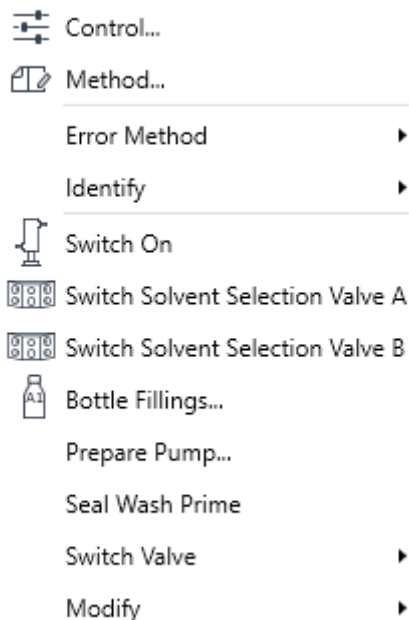 Control...
Method...
Error Method
Identify
Switch On
Switch Solvent Selection Valve A
Switch Solvent Selection Valve B
A1 Bottle Fillings...
Prepare Pump...
Seal Wash Prime
Switch Valve
Modify